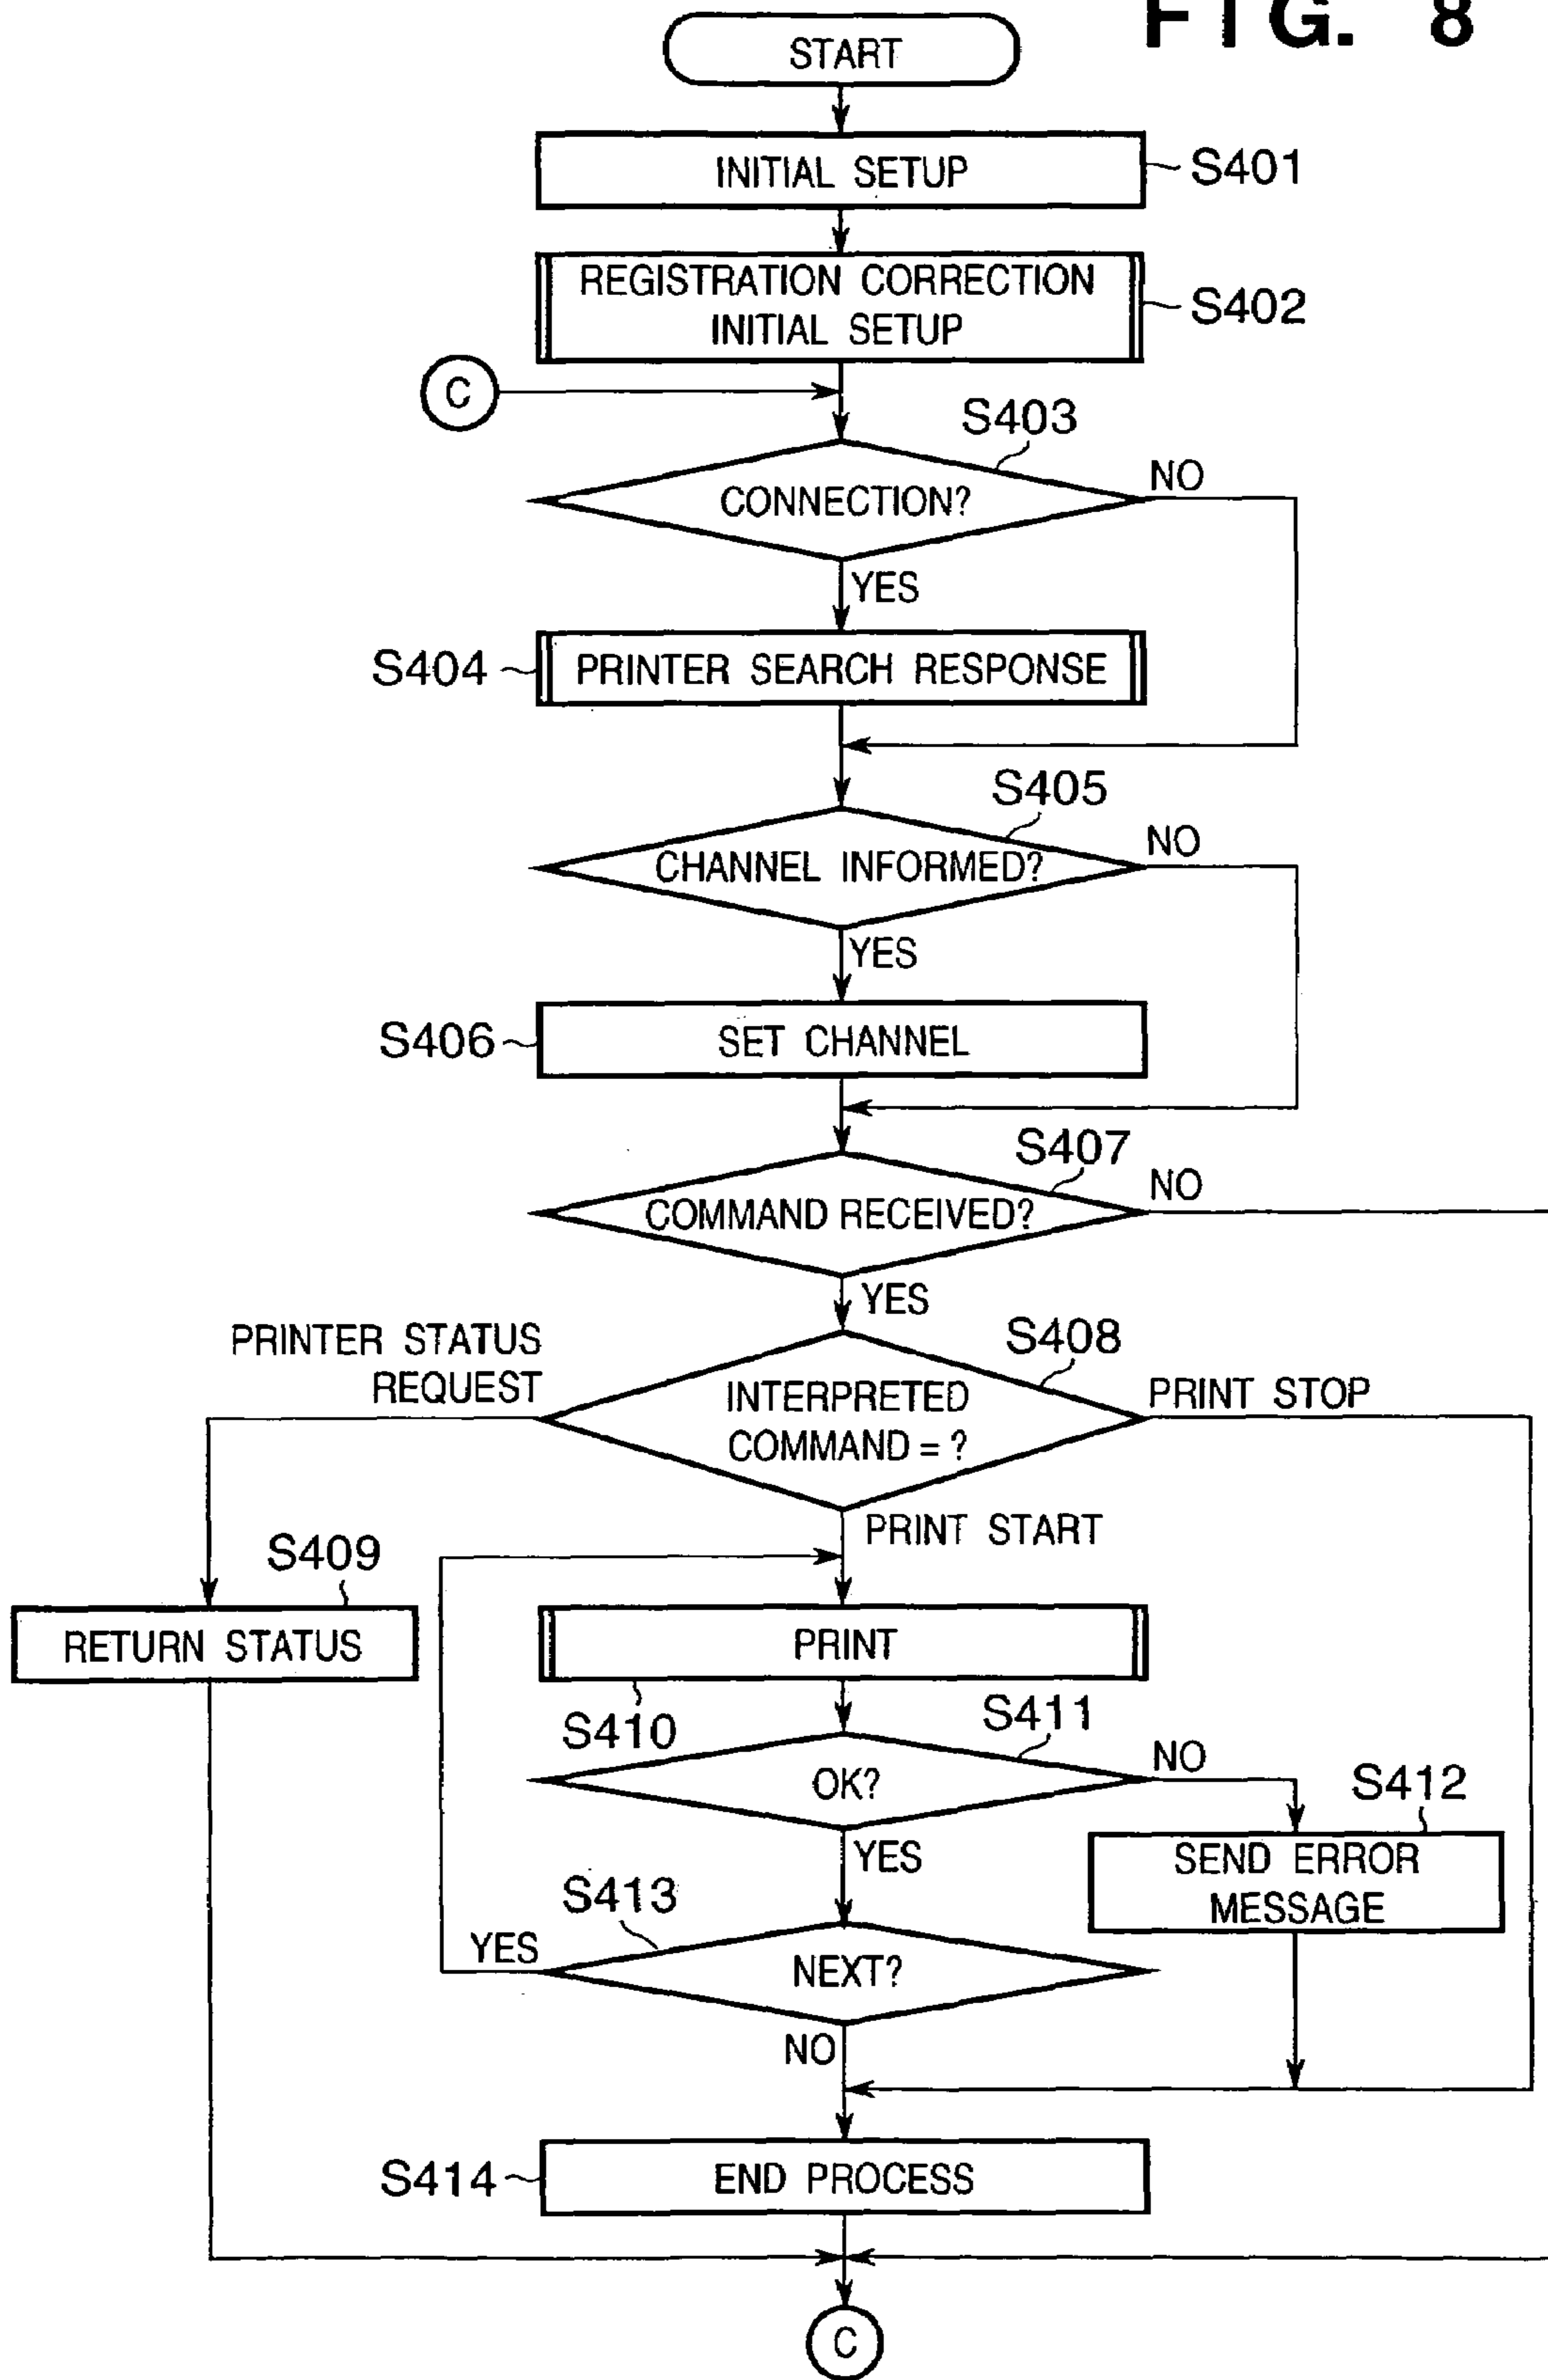 FIG. 8
START
INITIAL SETUP
S401
REGISTRATION CORRECTION
INITIAL SETUP
S402
C
S403
CONNECTION?
NO
YES
S404
PRINTER SEARCH RESPONSE
S405
CHANNEL INFORMED?
NO
YES
S406
SET CHANNEL
S407
COMMAND RECEIVED?
NO
YES
PRINTER STATUS
REQUEST
S408
INTERPRETED
COMMAND = ?
PRINT STOP
PRINT START
S409
RETURN STATUS
PRINT
S410
S411
OK?
NO
YES
S412
SEND ERROR
MESSAGE
S413
YES
NEXT?
NO
S414
END PROCESS
C